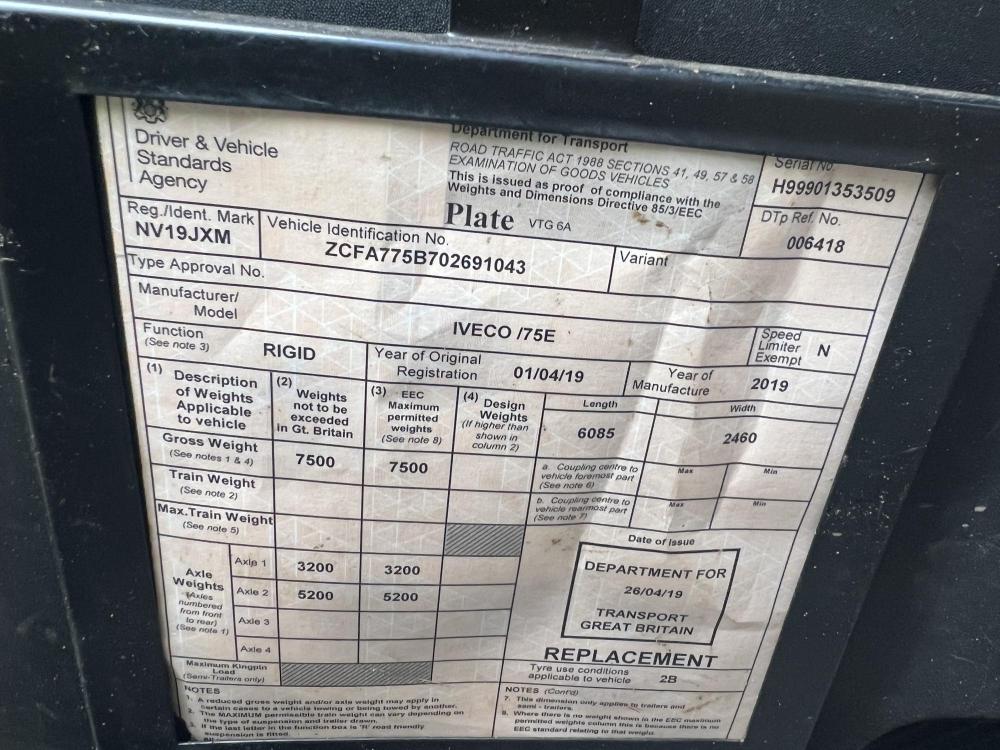 Driver & Vehicle
Standards
Agency
Department for Transport
ROAD TRAFFIC ACT 1988 SECTIONS 41, 49, 57 & 58
EXAMINATION OF GOODS VEHICLES
This is issued as proof of compliance with the
Weights and Dimensions Directive 85/3/EEC
Plate VTG 6A
Serial No.
H99901353509
DTp Ref. No.
006418
Reg./Ident. Mark
NV19JXM
Vehicle Identification No.
ZCFA775B702691043
Variant
Type Approval No.
Manufacturer/
Model
IVECO /75E
Speed
Limiter
Exempt
N
Function
(See note 3)
RIGID
Year of Original
Registration
01/04/19
Year of
Manufacture
2019
(1) Description
of Weights
Applicable
to vehicle
(2) Weights
not to be
exceeded
in Gt. Britain
(3) EEC
Maximum
permitted
weights
(See note 8)
(4) Design
Weights
(If higher than
shown in
column 2)
Length
6085
Width
2460
Gross Weight
(See notes 1 & 4)
7500
7500
a. Coupling centre to
vehicle foremost part
(See note 6)
Max
Min
Train Weight
(See note 2)
b. Coupling centre to
vehicle rearmost part
(See note 7)
Max
Min
Max.Train Weight
(See note 5)
Axle
Weights
(Axles
numbered
from front
to rear)
(See note 1)
Axle 1
3200
3200
Axle 2
5200
5200
Axle 3
Axle 4
Maximum Kingpin
Load
(Semi-Trailers only)
Date of Issue
DEPARTMENT FOR
26/04/19
TRANSPORT
GREAT BRITAIN
REPLACEMENT
Tyre use conditions
applicable to vehicle
2B
NOTES
1. A reduced gross weight and/or axle weight may apply in
certain cases to a vehicle towing or being towed by another.
2. The MAXIMUM permissible train weight can vary depending on
the type of suspension and trailer drawn.
3. If the last letter in the function box is 'R' road friendly
suspension is fitted.
NOTES (Cont'd)
7. This dimension only applies to trailers and
semi - trailers.
8. Where there is no weight shown in the EEC maximum
permitted weights column this is because there is no
EEC standard relating to that weight.